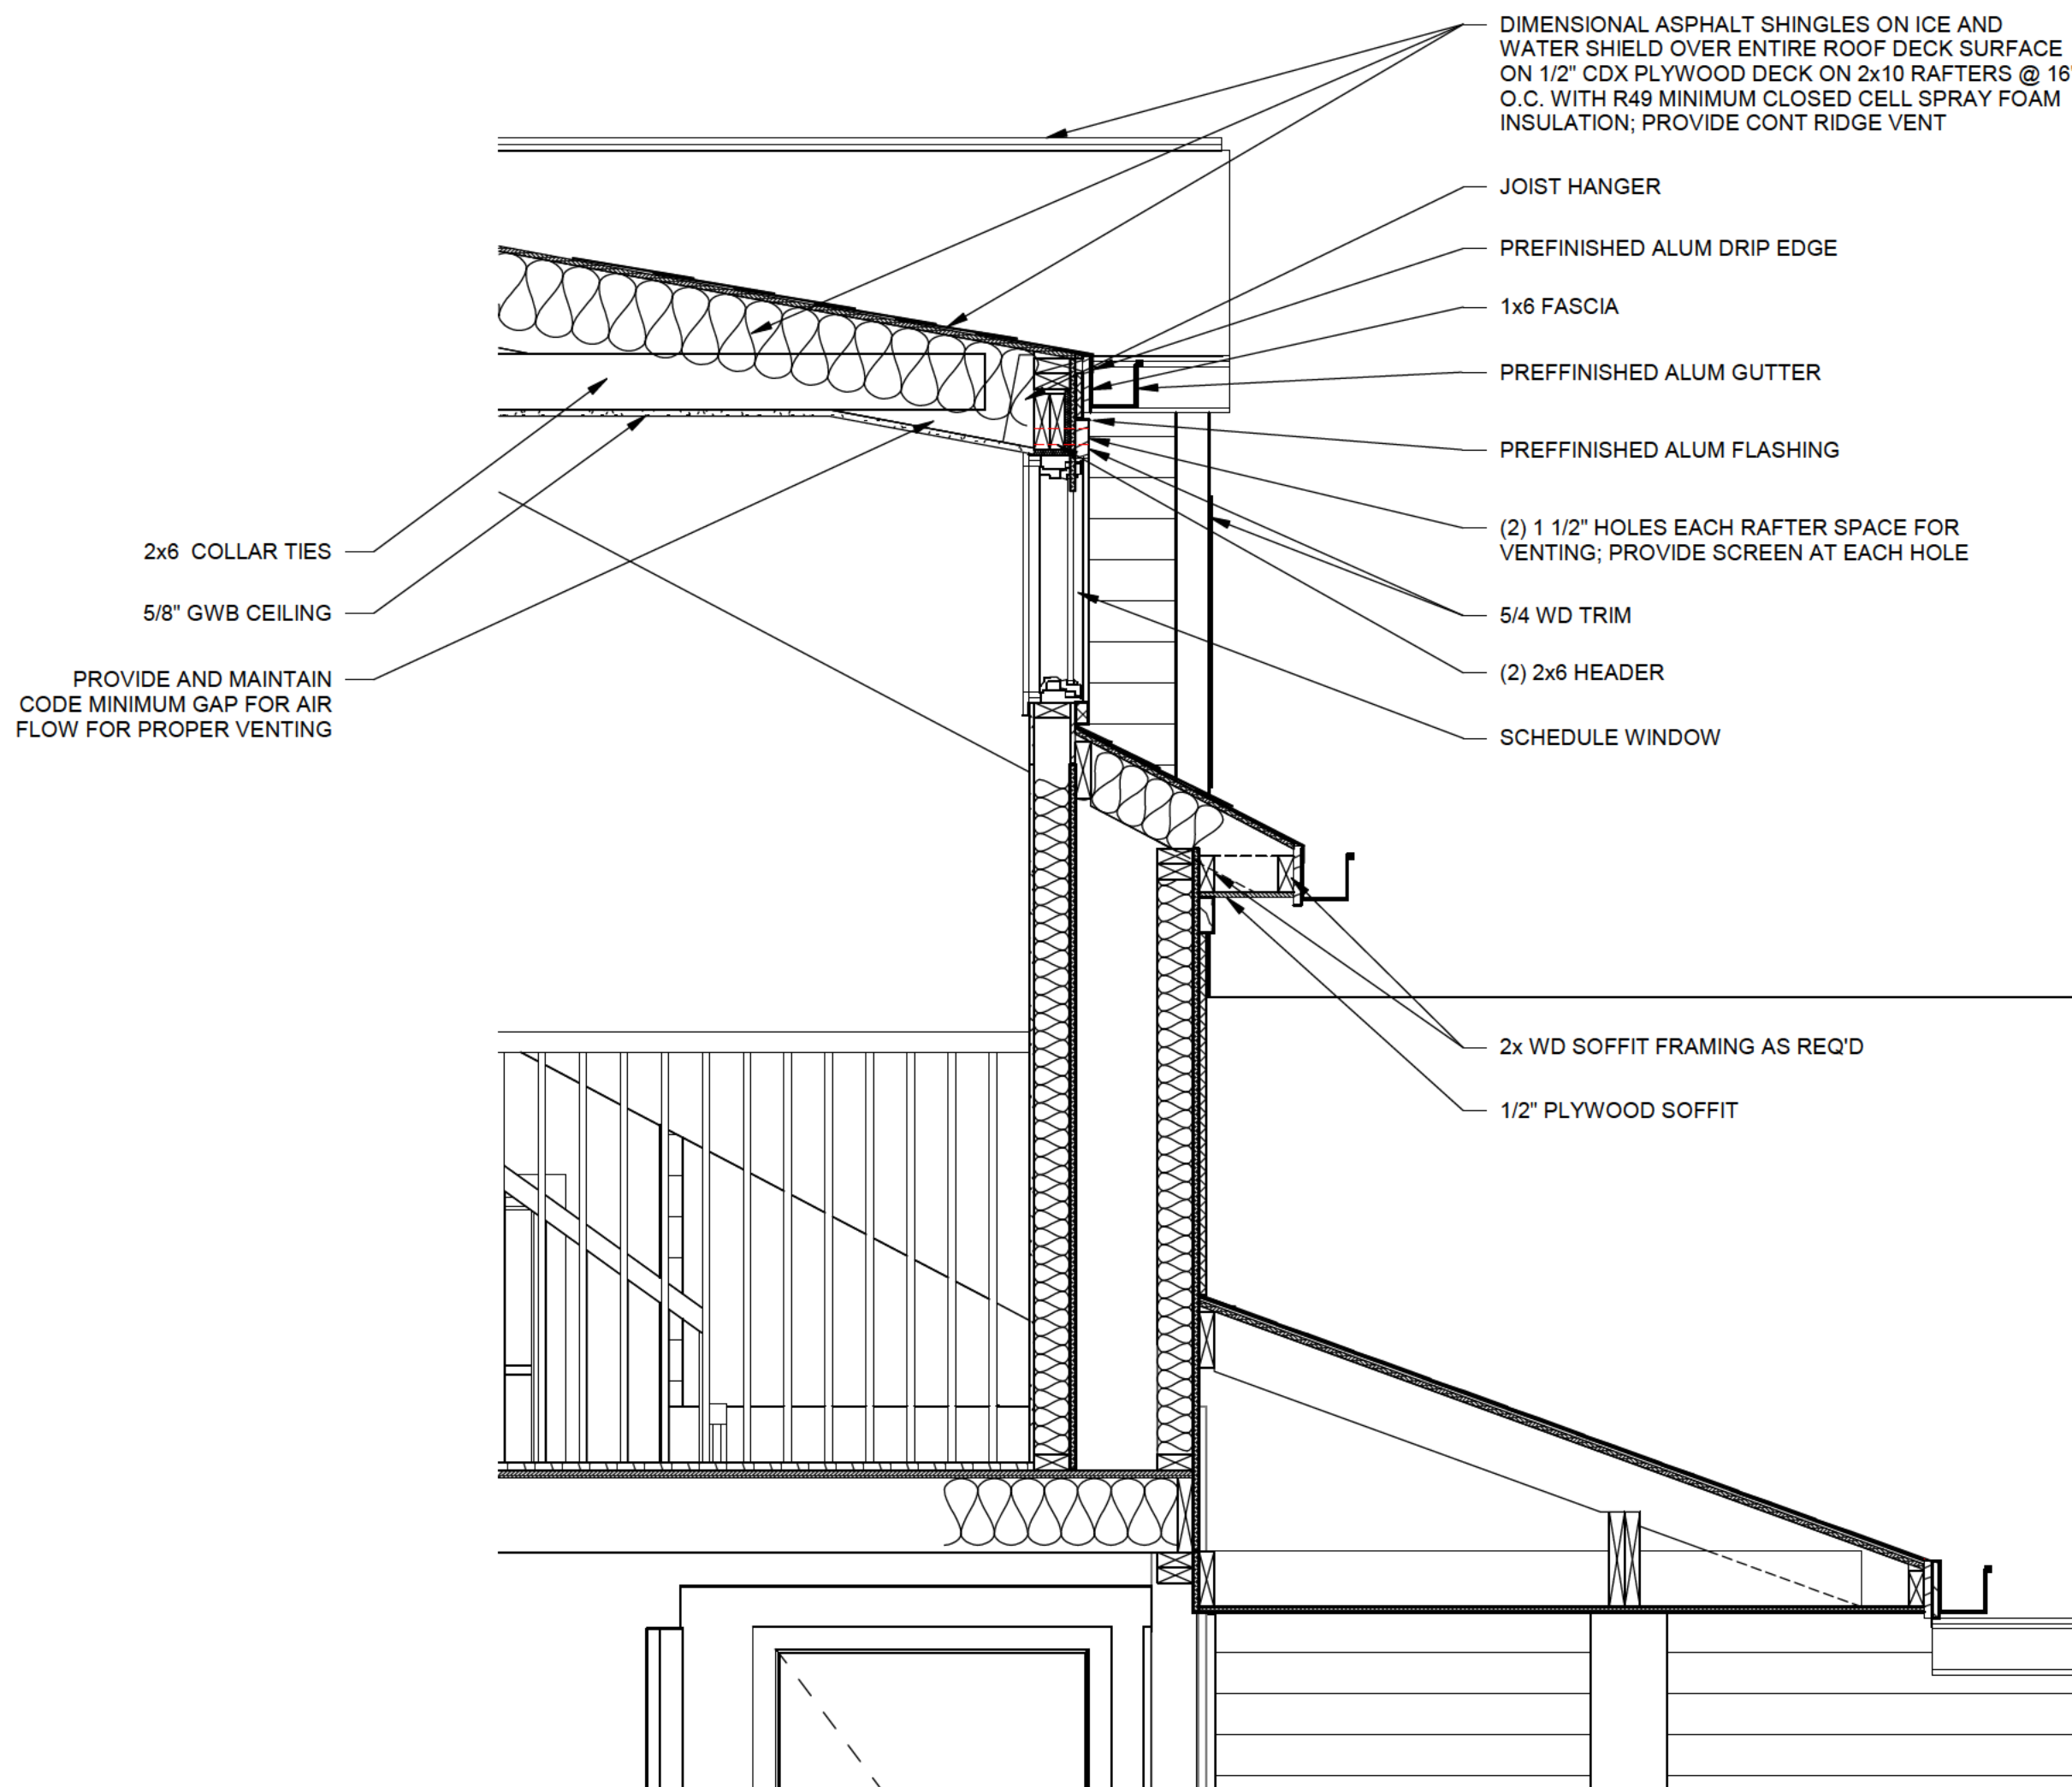 DIMENSIONAL ASPHALT SHINGLES ON ICE AND
WATER SHIELD OVER ENTIRE ROOF DECK SURFACE
ON 1/2" CDX PLYWOOD DECK ON 2x10 RAFTERS @ 16"
O.C. WITH R49 MINIMUM CLOSED CELL SPRAY FOAM
INSULATION; PROVIDE CONT RIDGE VENT
JOIST HANGER
PREFINISHED ALUM DRIP EDGE
1x6 FASCIA
PREFFINISHED ALUM GUTTER
PREFFINISHED ALUM FLASHING
(2) 1 1/2" HOLES EACH RAFTER SPACE FOR
VENTING; PROVIDE SCREEN AT EACH HOLE
5/4 WD TRIM
(2) 2x6 HEADER
SCHEDULE WINDOW
2x6 COLLAR TIES
5/8" GWB CEILING
PROVIDE AND MAINTAIN
CODE MINIMUM GAP FOR AIR
FLOW FOR PROPER VENTING
2x WD SOFFIT FRAMING AS REQ'D
1/2" PLYWOOD SOFFIT